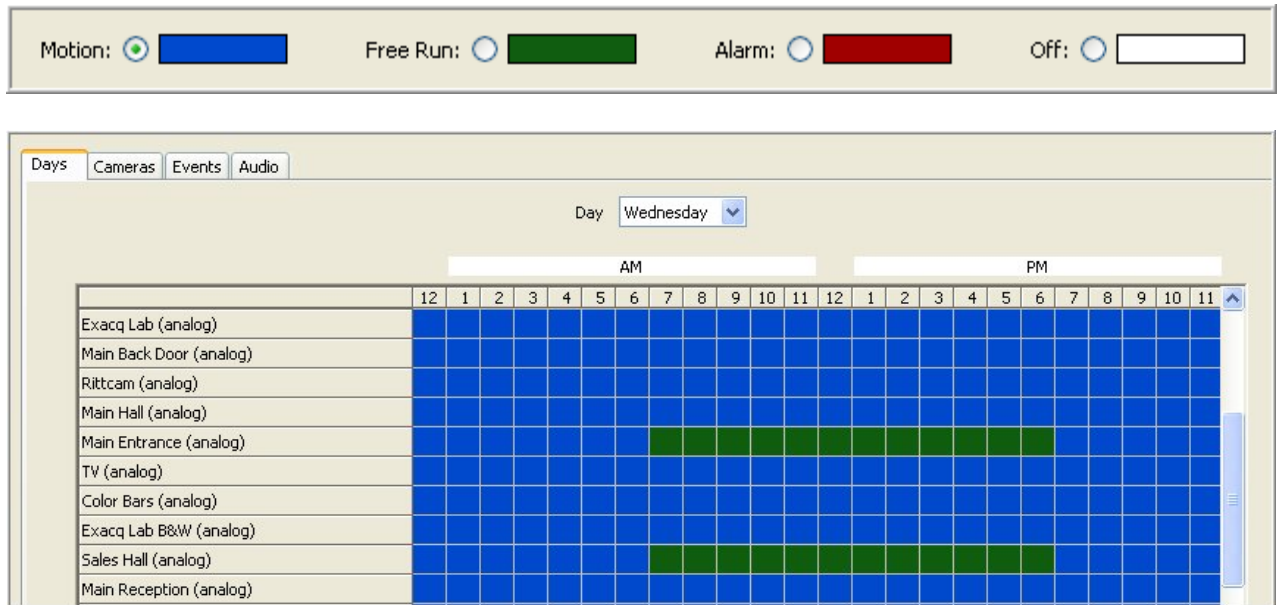 Motion: Free Run: Alarm: Off:
Days Cameras Events Audio
Day Wednesday
AM PM
12 1 2 3 4 5 6 7 8 9 10 11 12 1 2 3 4 5 6 7 8 9 10 11
Exacq Lab (analog)
Main Back Door (analog)
Rittcam (analog)
Main Hall (analog)
Main Entrance (analog)
TV (analog)
Color Bars (analog)
Exacq Lab B&W (analog)
Sales Hall (analog)
Main Reception (analog)